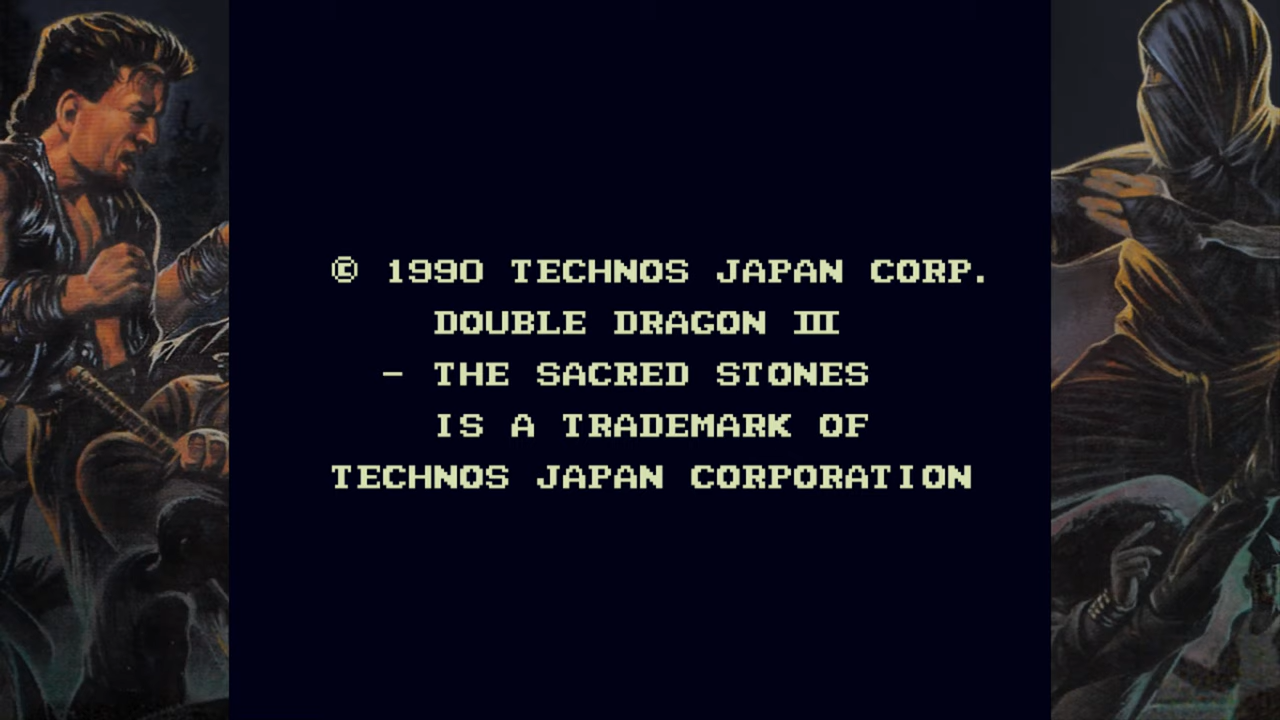 © 1990 TECHNOS JAPAN CORP.
DOUBLE DRAGON III
- THE SACRED STONES
IS A TRADEMARK OF
TECHNOS JAPAN CORPORATION